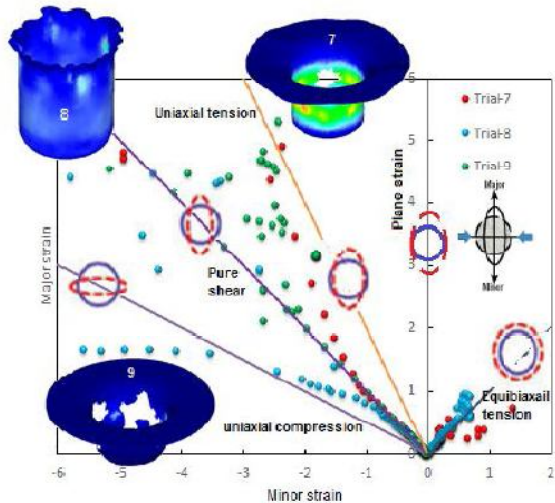 8
7
6
Uniaxial tension
Trial-7
5
Trial-8
Plane strain
Trial-9
4
Major
Major strain
3
Minor
Pure
shear
2
9
1
Equibiaxail
tension
uniaxial compression
-6 -5 -4 -3 -2 -1 0 1 2
Minor strain